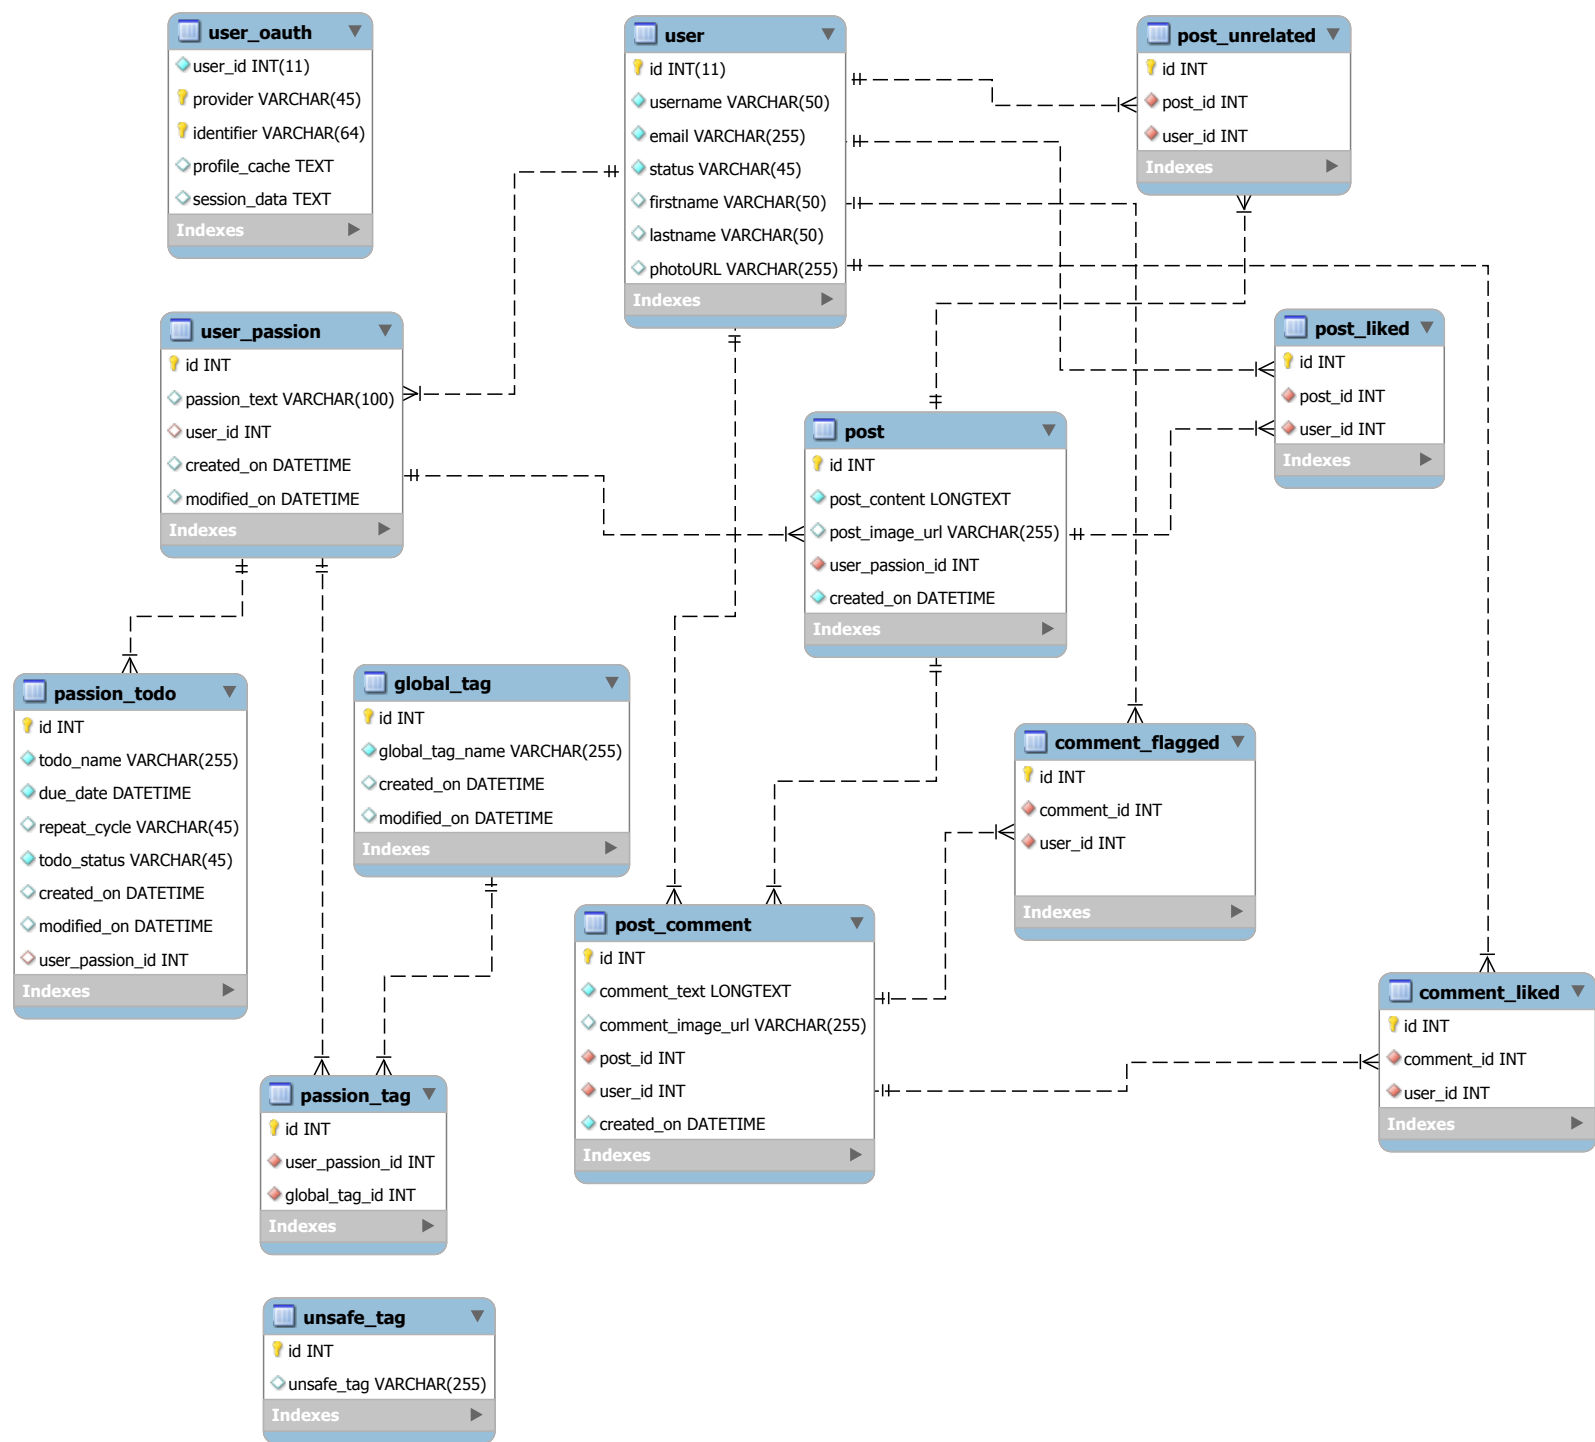 user_oauth
user_id INT(11)
provider VARCHAR(45)
identifier VARCHAR(64)
profile_cache TEXT
session_data TEXT
Indexes
user
id INT(11)
username VARCHAR(50)
email VARCHAR(255)
status VARCHAR(45)
firstname VARCHAR(50)
lastname VARCHAR(50)
photoURL VARCHAR(255)
Indexes
post_unrelated
id INT
post_id INT
user_id INT
Indexes
user_passion
id INT
passion_text VARCHAR(100)
user_id INT
created_on DATETIME
modified_on DATETIME
Indexes
post_liked
id INT
post_id INT
user_id INT
Indexes
post
id INT
post_content LONGTEXT
post_image_url VARCHAR(255)
user_passion_id INT
created_on DATETIME
Indexes
passion_todo
id INT
todo_name VARCHAR(255)
due_date DATETIME
repeat_cycle VARCHAR(45)
todo_status VARCHAR(45)
created_on DATETIME
modified_on DATETIME
user_passion_id INT
Indexes
global_tag
id INT
global_tag_name VARCHAR(255)
created_on DATETIME
modified_on DATETIME
Indexes
comment_flagged
id INT
comment_id INT
user_id INT
Indexes
post_comment
id INT
comment_text LONGTEXT
comment_image_url VARCHAR(255)
post_id INT
user_id INT
created_on DATETIME
Indexes
comment_liked
id INT
comment_id INT
user_id INT
Indexes
passion_tag
id INT
user_passion_id INT
global_tag_id INT
Indexes
unsafe_tag
id INT
unsafe_tag VARCHAR(255)
Indexes